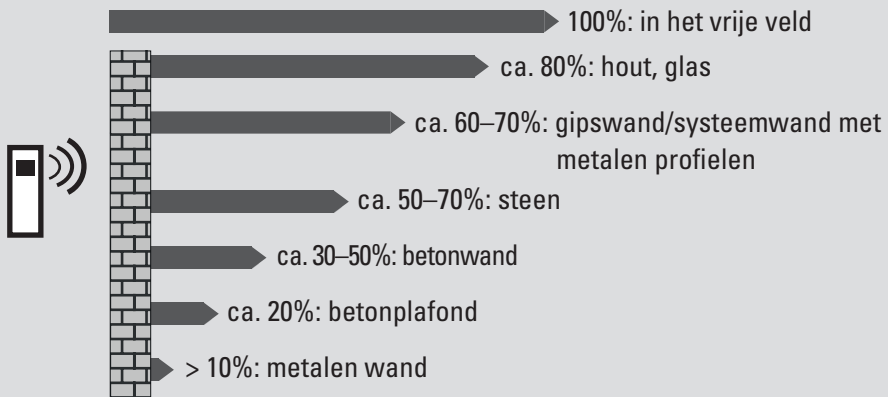 100%: in het vrije veld
ca. 80%: hout, glas
ca. 60–70%: gipswand/systeemwand met
metalen profielen
ca. 50–70%: steen
ca. 30–50%: betonwand
ca. 20%: betonplafond
> 10%: metalen wand